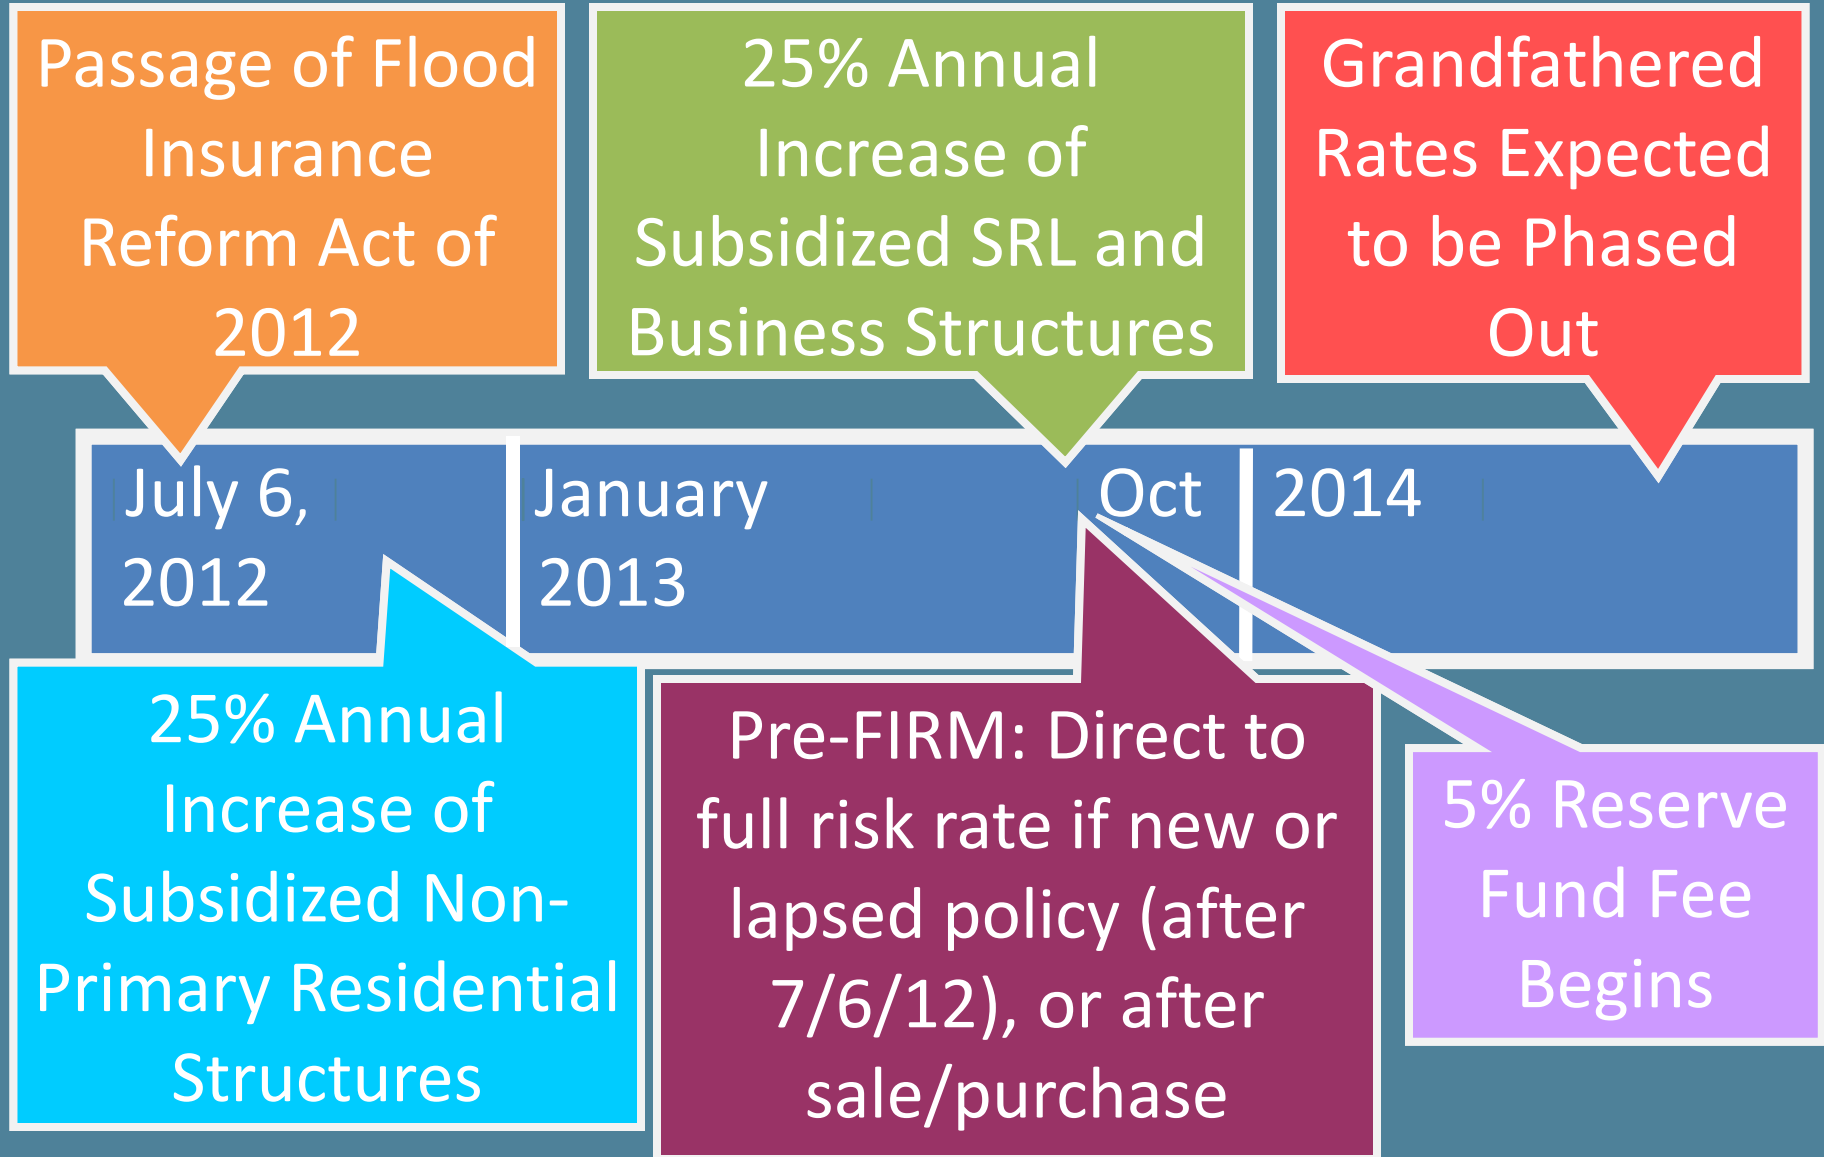 Passage of Flood
Insurance
Reform Act of
2012
25% Annual
Increase of
Subsidized SRL and
Business Structures
Grandfathered
Rates Expected
to be Phased
Out
July 6,
2012
January
2013
Oct
2014
25% Annual
Increase of
Subsidized Non-
Primary Residential
Structures
Pre-FIRM: Direct to
full risk rate if new or
lapsed policy (after
7/6/12), or after
sale/purchase
5% Reserve
Fund Fee
Begins